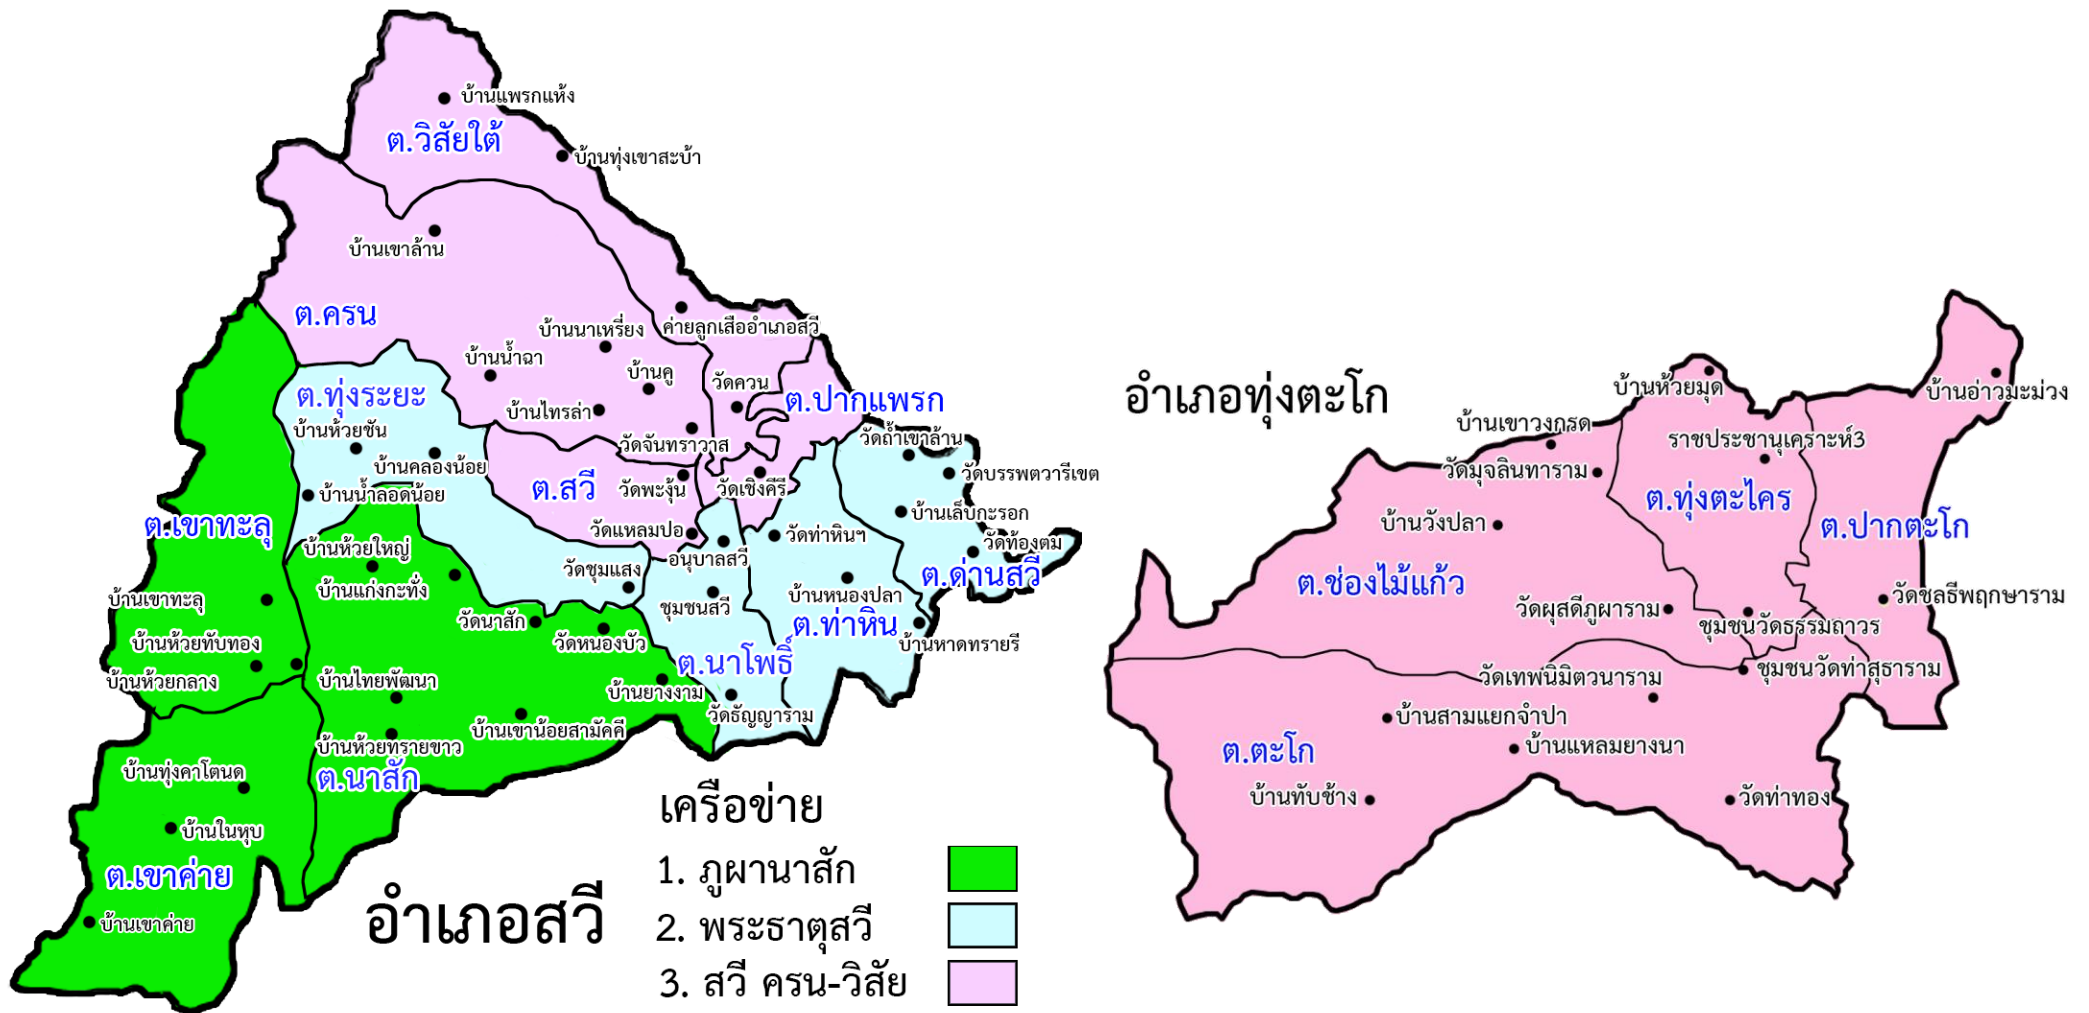 บ้านแพรกแห้ง
ต.วิสัยใต้
บ้านทุ่งเขาสะบ้า
บ้านเขาล้าน
ต.ครน
ค่ายลูกเสืออำเภอสวี
บ้านนาเหรี่ยง
บ้านน้ำฉา
บ้านคู
วัดควน
ต.ปากแพรก
บ้านไทรล่า
วัดจันทราวาส
ต.ทุ่งระยะ
บ้านห้วยชัน
บ้านคลองน้อย
บ้านน้ำลอดน้อย
ต.สวี
วัดพะงุ้น
วัดเชิงคีรี
วัดถ้ำเขาล้าน
วัดบรรพตวารีเขต
บ้านเล็บกะรอก
วัดท้องตม
ต.ด่านสวี
ต.เขาทะลุ
วัดแหลมปอ
อนุบาลสวี
วัดท่าหินฯ
บ้านห้วยใหญ่
บ้านแก่งกะทั่ง
วัดชุมแสง
ชุมชนสวี
บ้านหนองปลา
ต.ท่าหิน
บ้านหาดทรายรี
บ้านเขาทะลุ
วัดนาสัก
วัดหนองบัว
ต.นาโพธิ์
บ้านห้วยทับทอง
บ้านห้วยกลาง
บ้านไทยพัฒนา
บ้านยางงาม
วัดธัญญาราม
บ้านเขาน้อยสามัคคี
บ้านห้วยทรายขาว
ต.นาสัก
บ้านทุ่งคาโตนด
บ้านในหุบ
ต.เขาค่าย
บ้านเขาค่าย
อำเภอสวี
เครือข่าย
1. ภูผานาสัก
2. พระธาตุสวี
3. สวี ครน-วิสัย
อำเภอทุ่งตะโก
บ้านห้วยมุด
บ้านอ่าวมะม่วง
บ้านเขาวงกรด
ราชประชานุเคราะห์3
วัดมุจลินทาราม
ต.ทุ่งตะไคร
บ้านวังปลา
ต.ปากตะโก
ต.ช่องไม้แก้ว
วัดชลธีพฤกษาราม
วัดผุสดีภูผาราม
ชุมชนวัดธรรมถาวร
ชุมชนวัดท่าสุธาราม
วัดเทพนิมิตวนาราม
บ้านสามแยกจำปา
บ้านแหลมยางนา
ต.ตะโก
บ้านทับช้าง
วัดท่าทอง